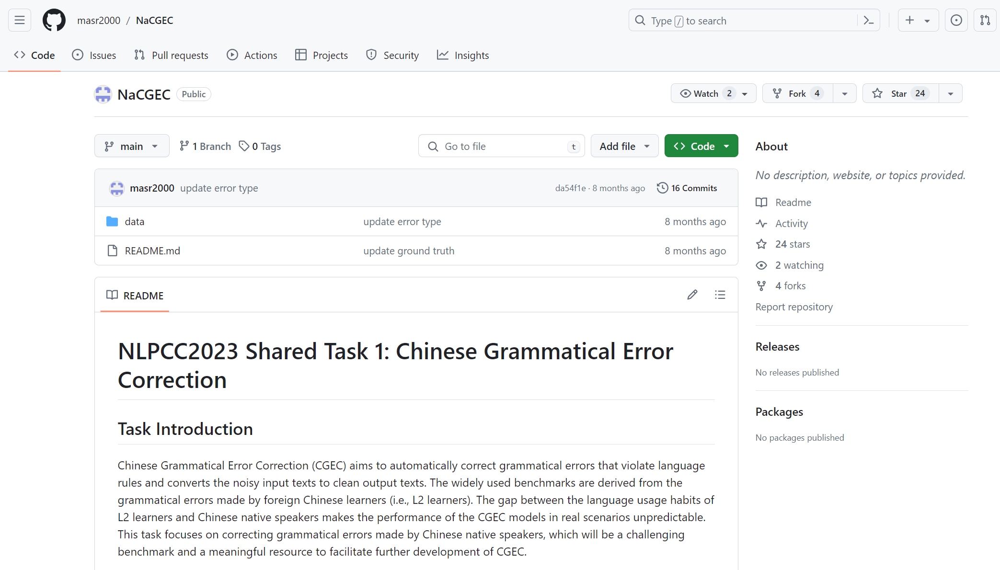 masr2000 / NaCGEC
Type / to search
Code
Issues
Pull requests
Actions
Projects
Security
Insights
NaCGEC Public
Watch 2
Fork 4
Star 24
main
1 Branch
0 Tags
Go to file t
Add file
Code
masr2000 update error type
da54f1e · 8 months ago
16 Commits
data update error type 8 months ago
README.md update ground truth 8 months ago
README
NLPCC2023 Shared Task 1: Chinese Grammatical Error
Correction
Task Introduction
Chinese Grammatical Error Correction (CGEC) aims to automatically correct grammatical errors that violate language
rules and converts the noisy input texts to clean output texts. The widely used benchmarks are derived from the
grammatical errors made by foreign Chinese learners (i.e., L2 learners). The gap between the language usage habits of
L2 learners and Chinese native speakers makes the performance of the CGEC models in real scenarios unpredictable.
This task focuses on correcting grammatical errors made by Chinese native speakers, which will be a challenging
benchmark and a meaningful resource to facilitate further development of CGEC.
About
No description, website, or topics provided.
Readme
Activity
24 stars
2 watching
4 forks
Report repository
Releases
No releases published
Packages
No packages published